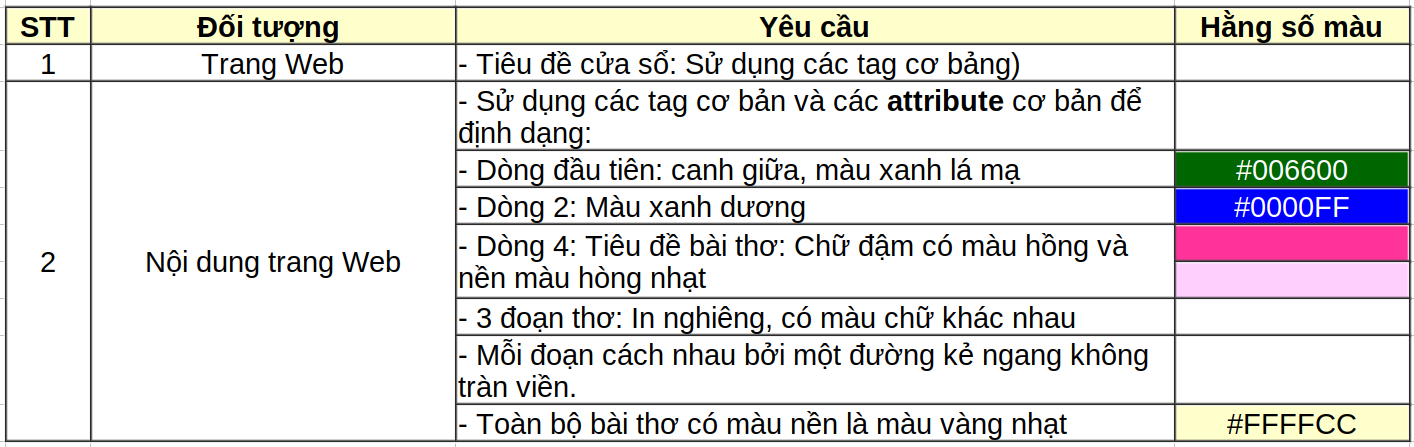 STT Đối tượng Yêu cầu Hằng số màu
1 Trang Web - Tiêu đề cửa sổ: Sử dụng các tag cơ bảng)
- Sử dụng các tag cơ bản và các attribute cơ bản để
định dạng:
- Dòng đầu tiên: canh giữa, màu xanh lá mạ #006600
- Dòng 2: Màu xanh dương #0000FF
2 Nội dung trang Web - Dòng 4: Tiêu đề bài thơ: Chữ đậm có màu hồng và
nền màu hòng nhạt
- 3 đoạn thơ: In nghiêng, có màu chữ khác nhau
- Mỗi đoạn cách nhau bởi một đường kẻ ngang không
tràn viền.
- Toàn bộ bài thơ có màu nền là màu vàng nhạt #FFFFCC